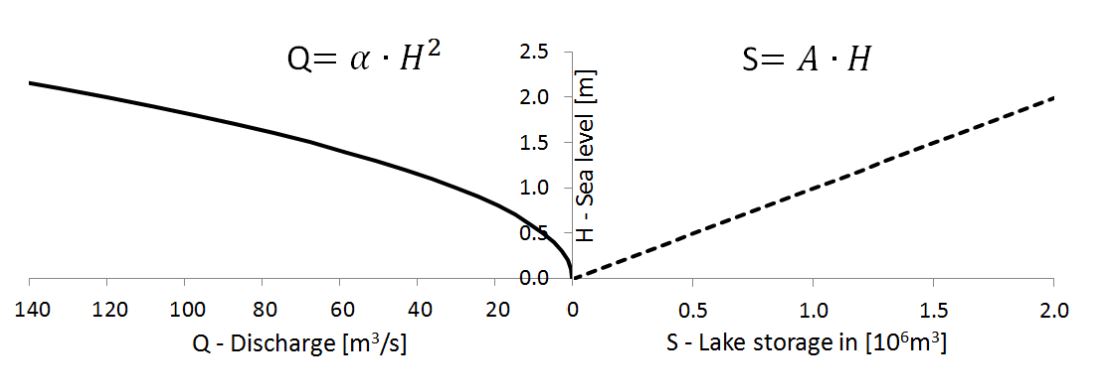 Q= α · H²
S= A · H
2.5
2.0
1.5
1.0
0.5
0.0
H - Sea level [m]
140 120 100 80 60 40 20 0 0.5 1.0 1.5 2.0
Q - Discharge [m³/s]
S - Lake storage in [10⁶m³]